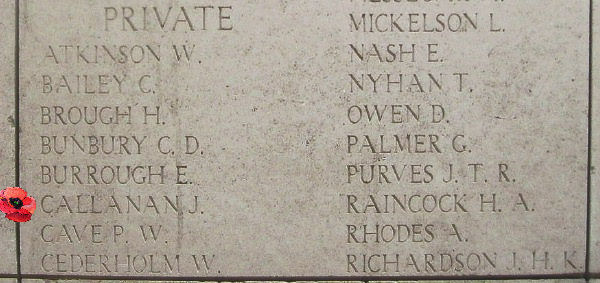 PRIVATE
ATKINSON W.
BAILEY C.
BROUGH H.
BUNBURY C. D.
BURROUGH E.
CALLANAN J.
CAVE P. W.
CEDERHOLM W.
MICKELSON L.
NASH E.
NYHAN T.
OWEN D.
PALMER G.
PURVES J. T. R.
RAINCOCK H. A.
RHODES A.
RICHARDSON J. H. K.